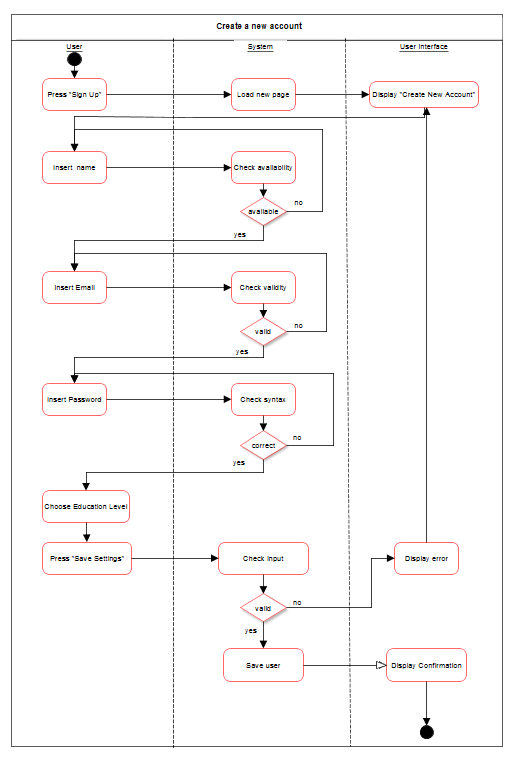 Create a new account
User
System
User Interface
Press "Sign Up"
Load new page
Display "Create New Account"
Insert name
Check availability
available
no
yes
Insert Email
Check validity
valid
no
yes
Insert Password
Check syntax
correct
no
yes
Choose Education Level
Press "Save Settings"
Check input
Display error
valid
no
yes
Save user
Display Confirmation